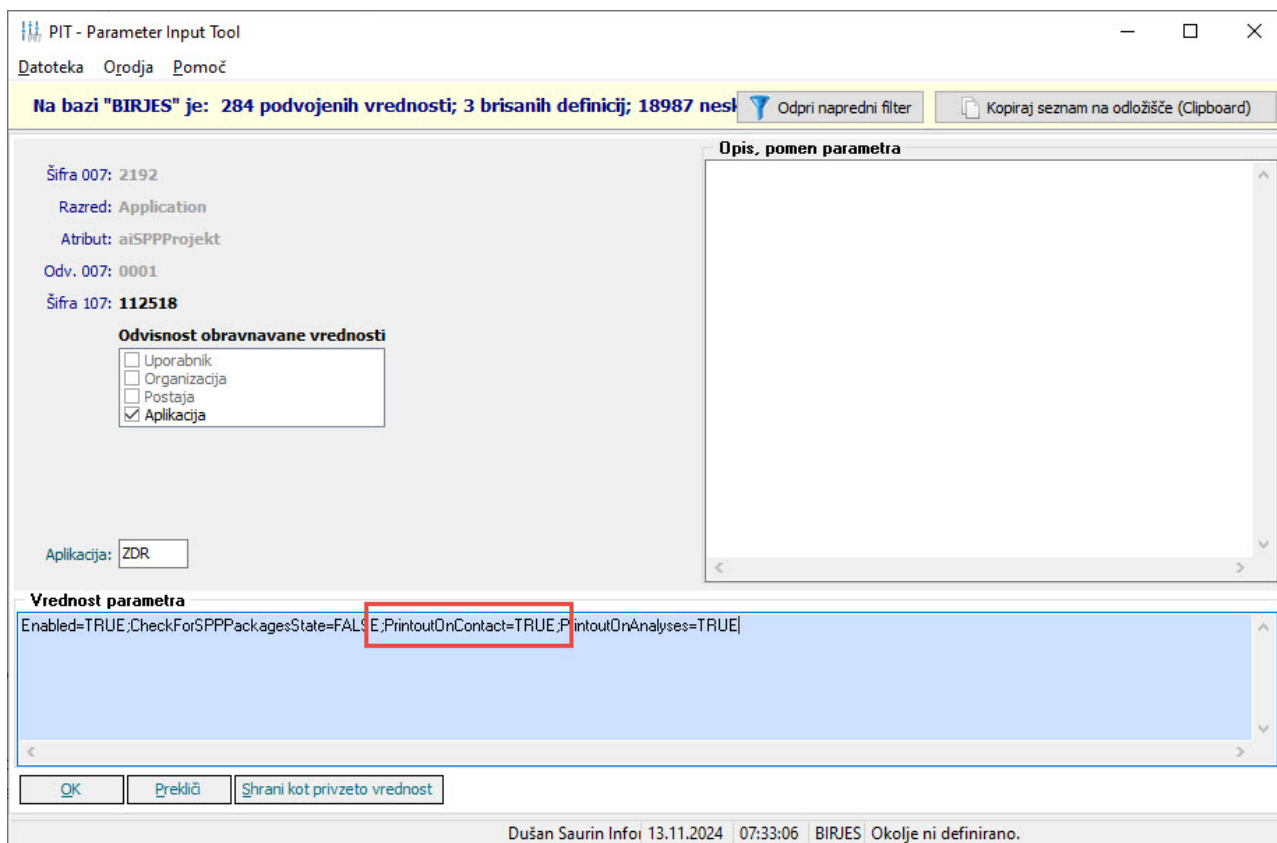 PIT - Parameter Input Tool
Datoteka Orodja Pomoč
Na bazi "BIRJES" je: 284 podvojenih vrednosti; 3 brisanih definicij; 18987
Odpri napredni filter
Kopiraj seznam na odložišče (Clipboard)
Opis, pomen parametra
Šifra 007: 2192
Razred: Application
Atribut: aiSPPProjekt
Odv. 007: 0001
Šifra 107: 112518
Odvisnost obravnavane vrednosti
Uporabnik
Organizacija
Postaja
Aplikacija
Aplikacija: ZDR
Vrednost parametra
Enabled=TRUE;CheckForSPPPackagesState=FALSE;PrintoutOnContact=TRUE;PrintoutOnAnalyses=TRUE
OK Prekliči Shrani kot privzeto vrednost
Dušan Saurin 13.11.2024 07:33:06 BIRJES Okolje ni definirano.